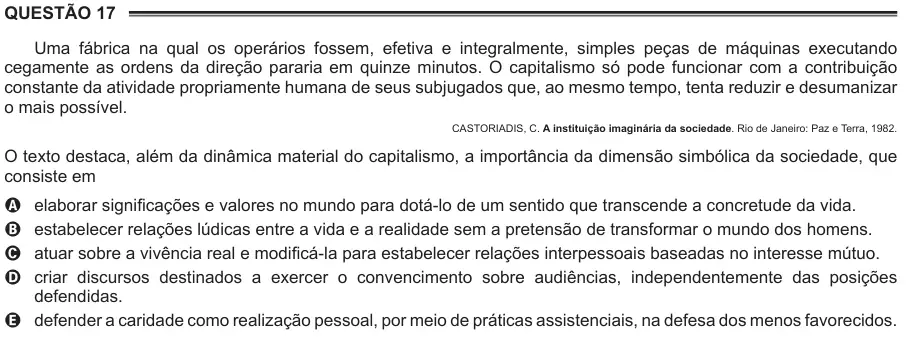 QUESTÃO 17
Uma fábrica na qual os operários fossem, efetiva e integralmente, simples peças de máquinas executando
cegamente as ordens da direção pararia em quinze minutos. O capitalismo só pode funcionar com a contribuição
constante da atividade propriamente humana de seus subjugados que, ao mesmo tempo, tenta reduzir e desumanizar
o mais possível.
CASTORIADIS, C. A instituição imaginária da sociedade. Rio de Janeiro: Paz e Terra, 1982.
O texto destaca, além da dinâmica material do capitalismo, a importância da dimensão simbólica da sociedade, que
consiste em
A elaborar significações e valores no mundo para dotá-lo de um sentido que transcende a concretude da vida.
B estabelecer relações lúdicas entre a vida e a realidade sem a pretensão de transformar o mundo dos homens.
C atuar sobre a vivência real e modificá-la para estabelecer relações interpessoais baseadas no interesse mútuo.
D criar discursos destinados a exercer o convencimento sobre audiências, independentemente das posições
defendidas.
E defender a caridade como realização pessoal, por meio de práticas assistenciais, na defesa dos menos favorecidos.